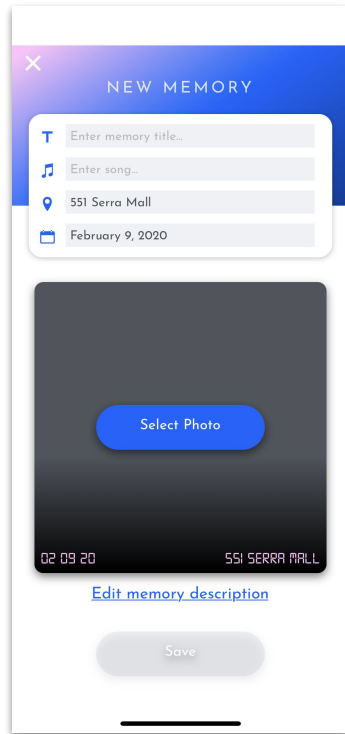 NEW MEMORY
T Enter memory title...
Enter song...
551 Serra Mall
February 9, 2020
Select Photo
02 09 20 551 SERRA MALL
Edit memory description
Save